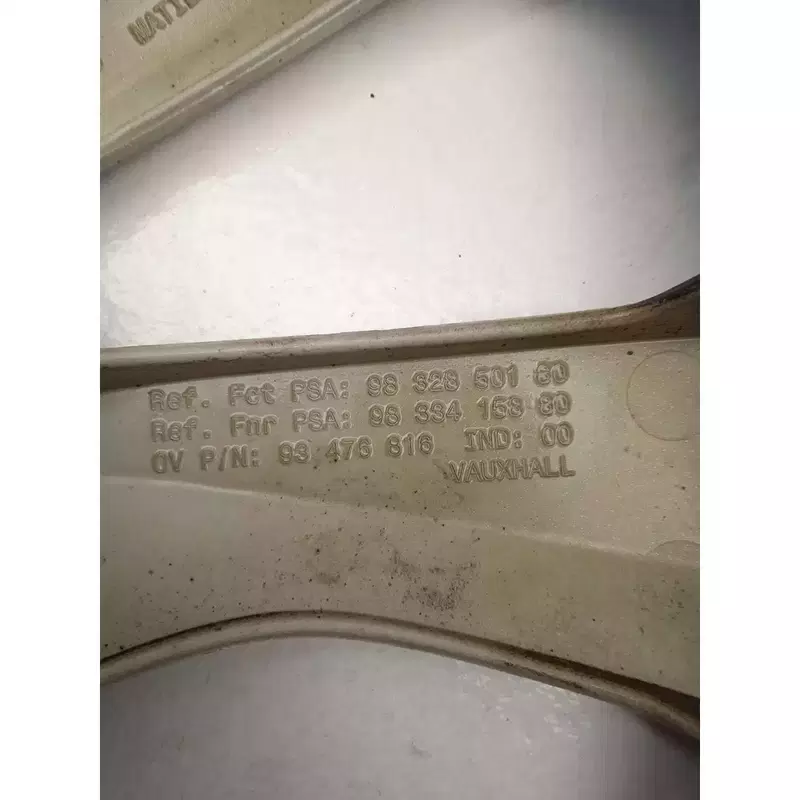 NATI
Ref. Fct PSA: 98 328 501 80
Ref. Fnr PSA: 98 334 158 80
OV P/N: 93 476 816 IND: 00
VAUXHALL